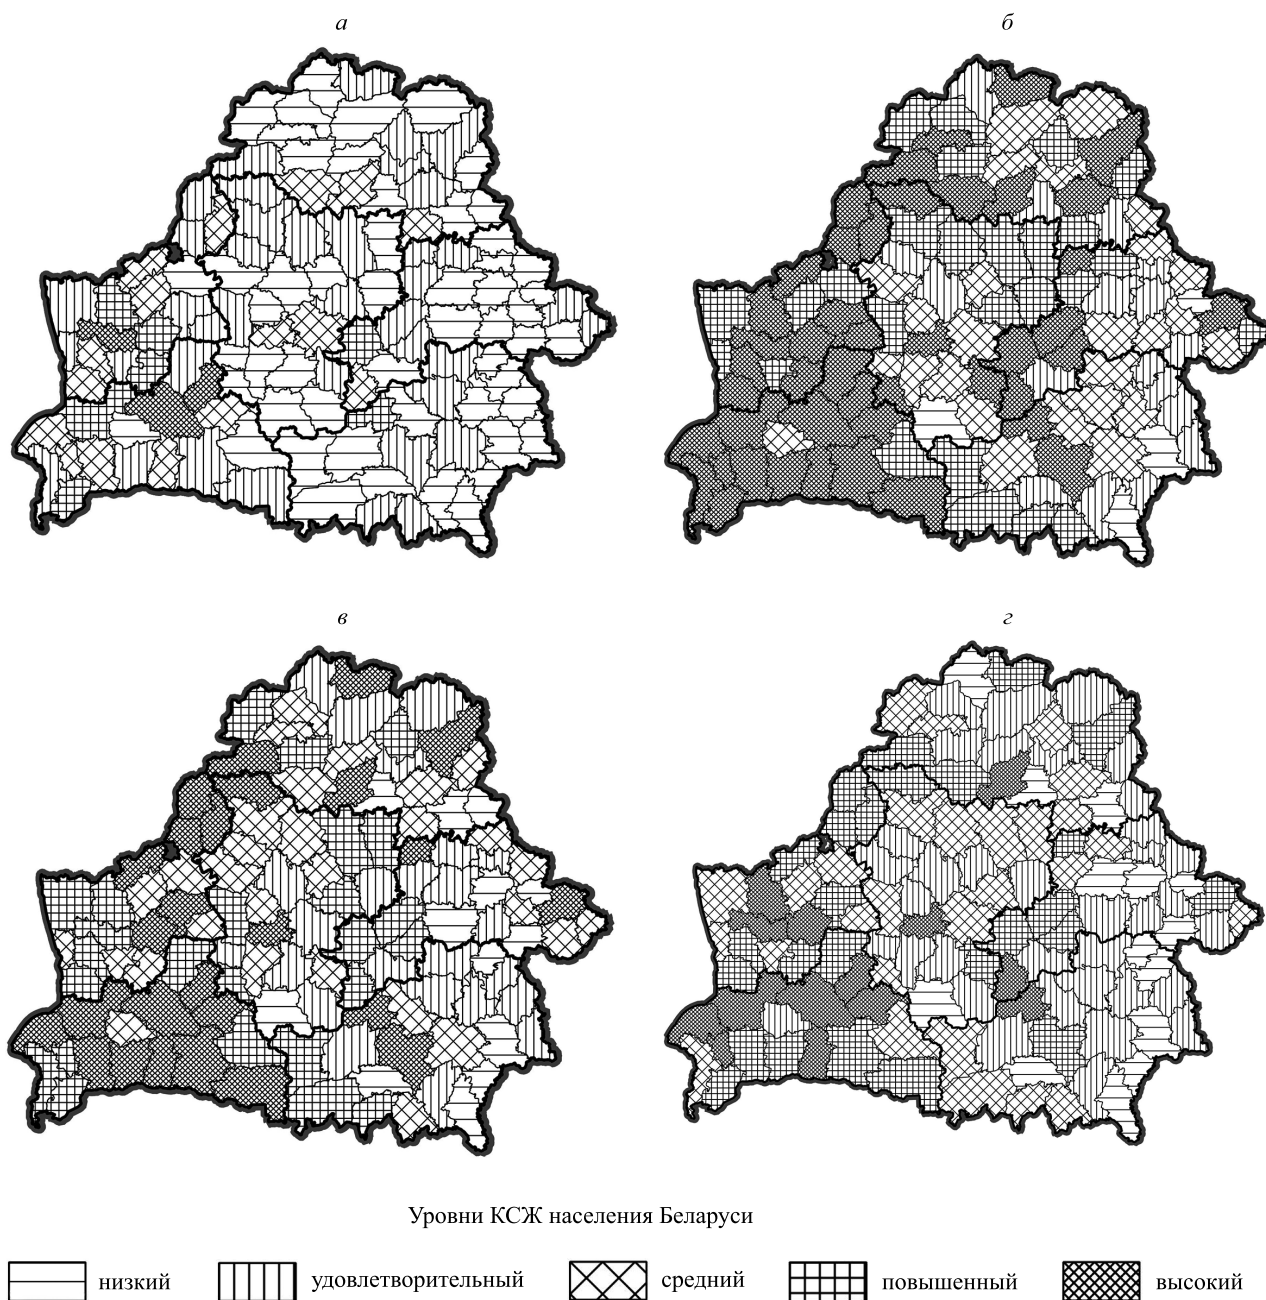 а
б
в
г
Уровни КСЖ населения Беларуси
низкий
удовлетворительный
средний
повышенный
высокий